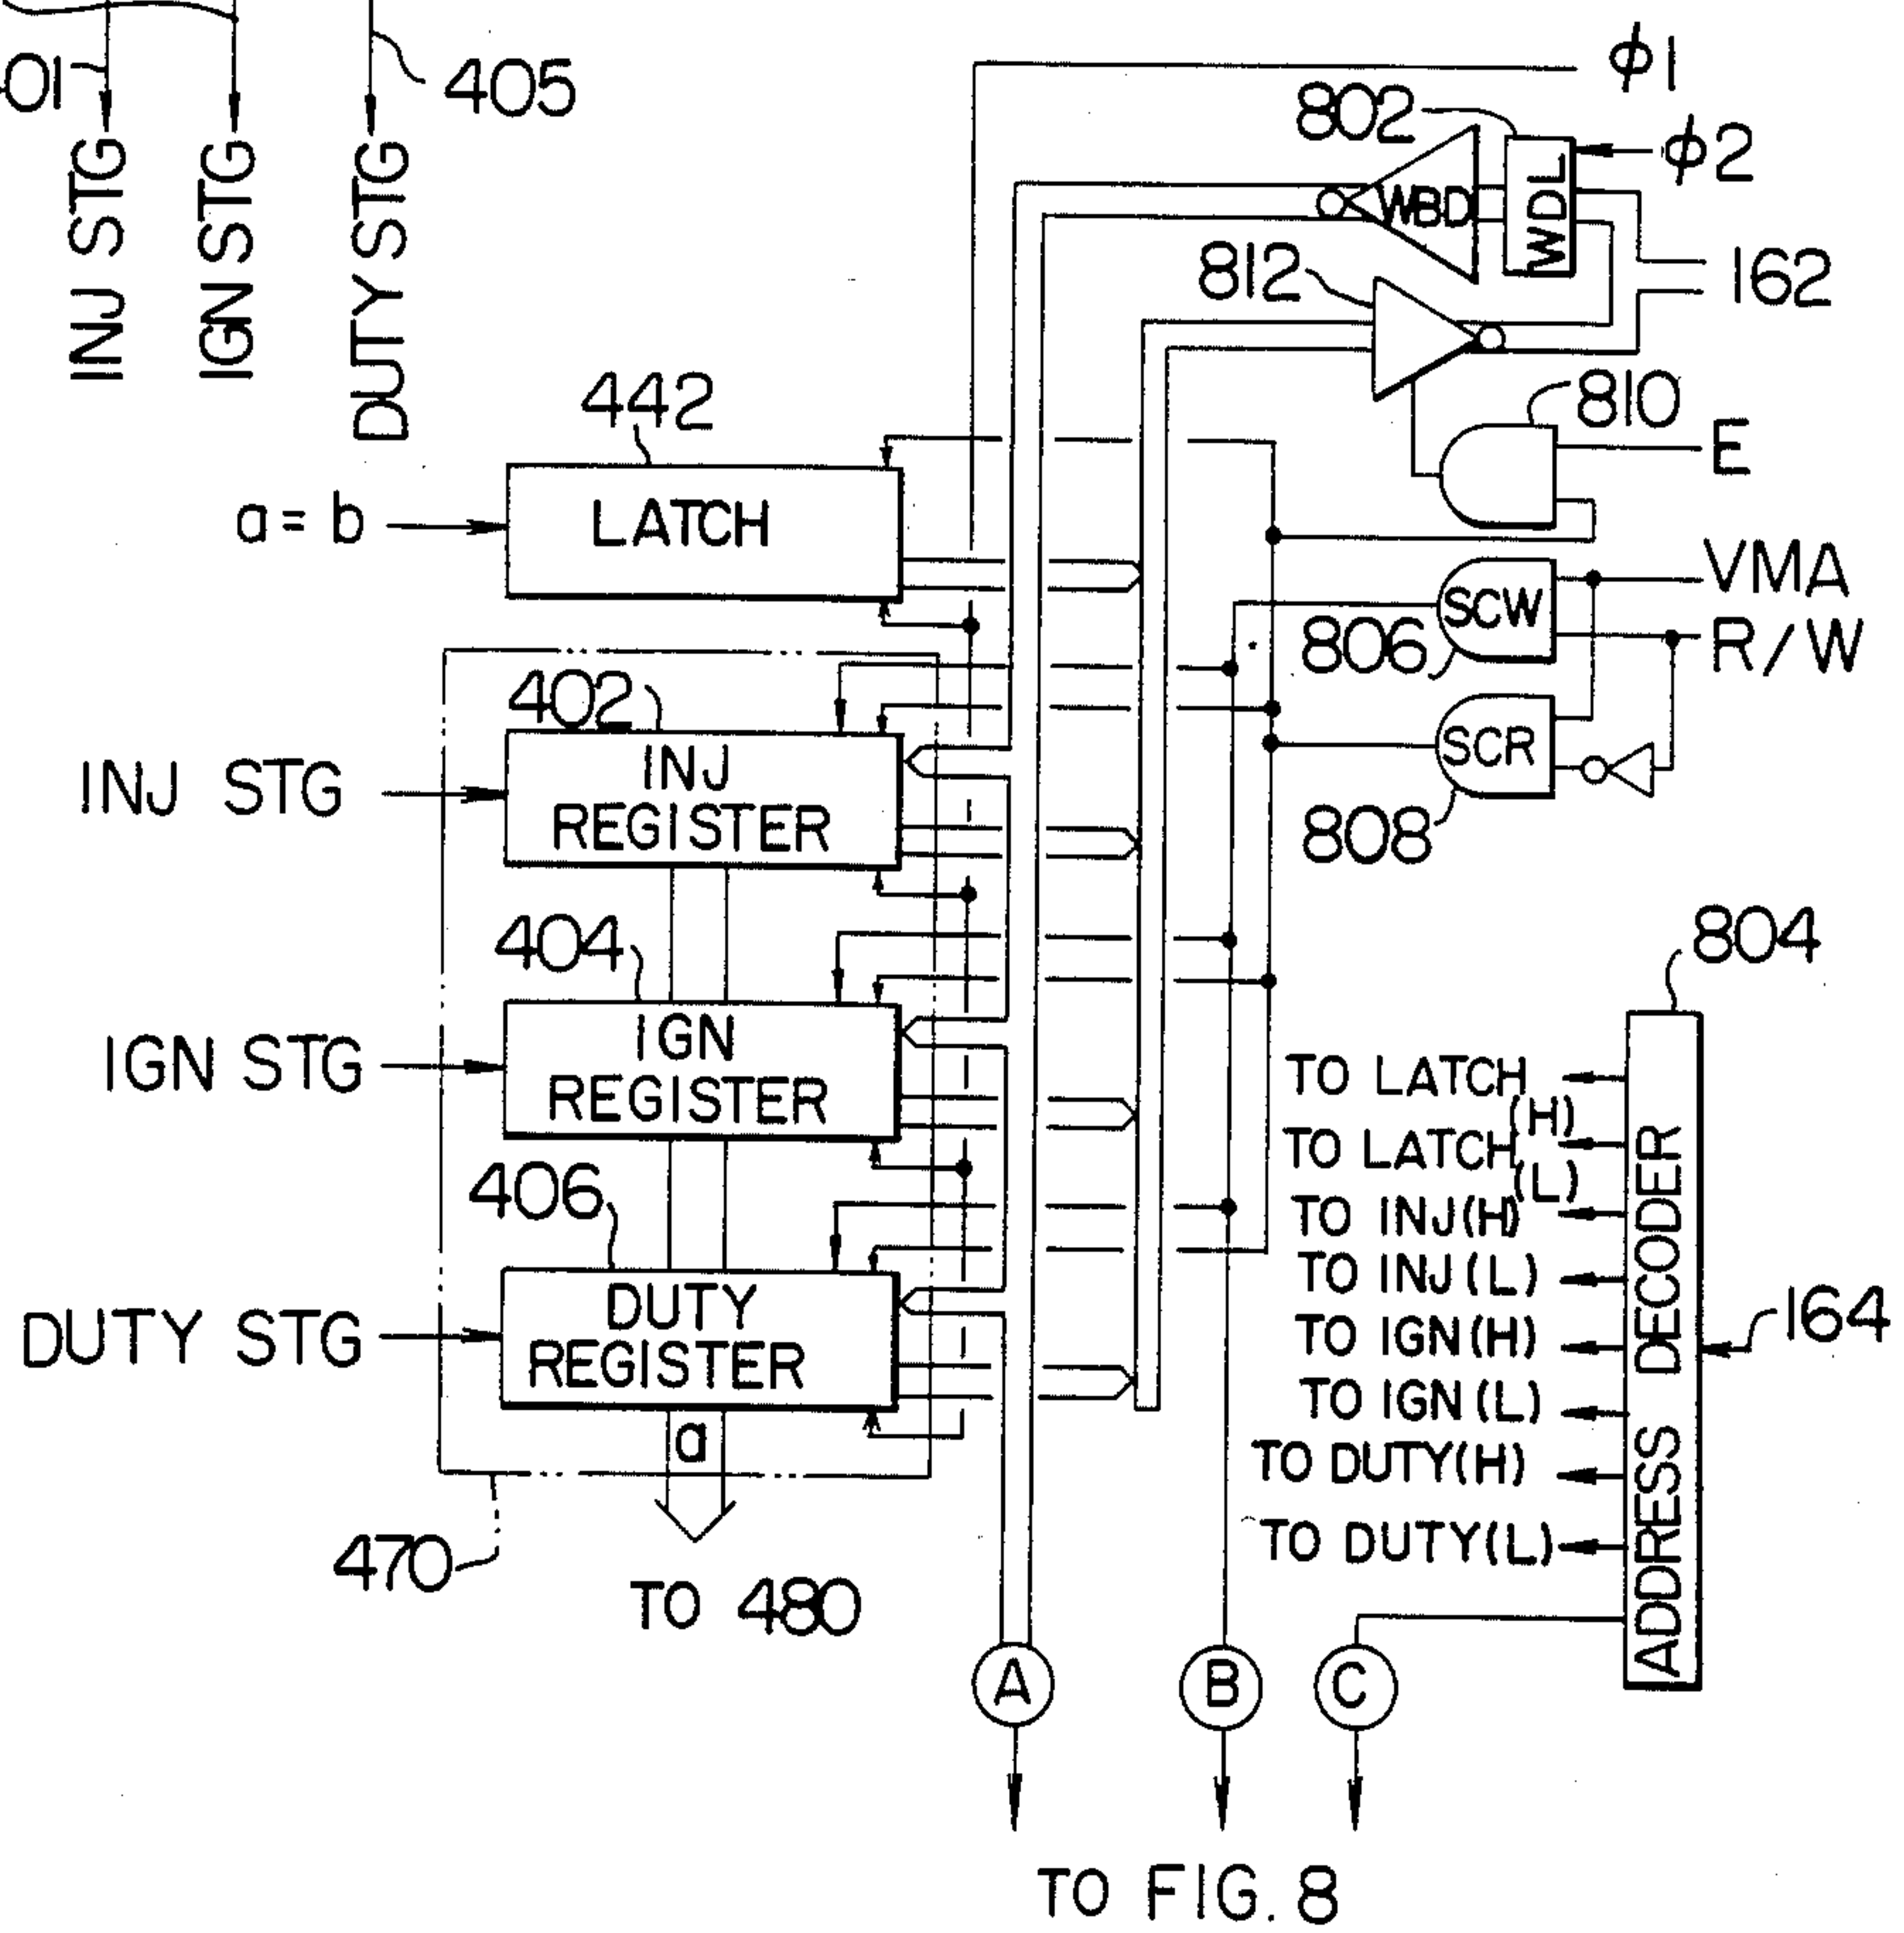 405
INJ STG
IGN STG
DUTY STG
φ1
802
φ2
WBD
WDL
812
162
442
810
E
a = b
LATCH
VMA
SCW
806
R/W
402
SCR
INJ STG
INJ
REGISTER
808
404
804
IGN STG
IGN
REGISTER
TO LATCH
(H)
TO LATCH
(L)
406
TO INJ(H)
TO INJ(L)
DUTY STG
DUTY
REGISTER
TO IGN(H)
164
TO IGN(L)
a
TO DUTY(H)
470
TO DUTY(L)
ADDRESS DECODER
TO 480
A
B
C
TO FIG. 8